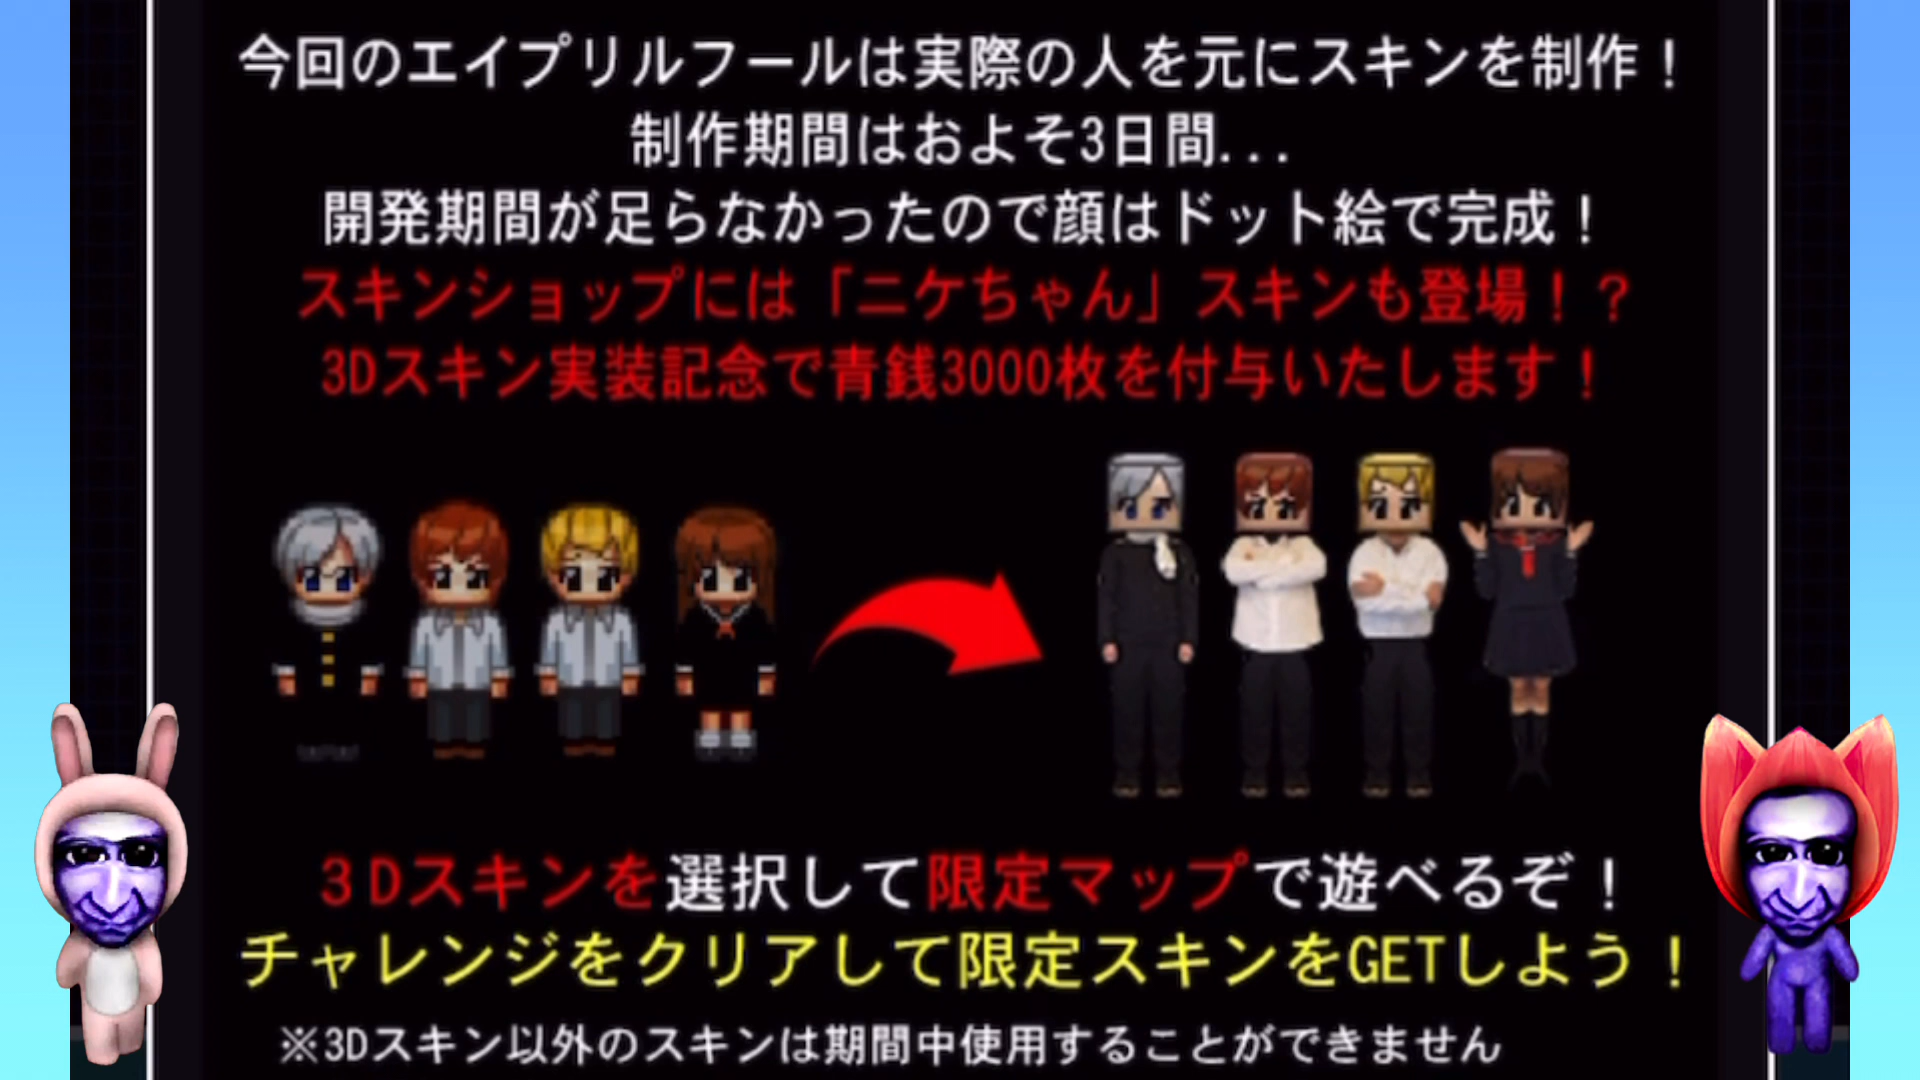 今回のエイプリルフールは実際の人を元にスキンを制作！
制作期間はおよそ3日間...
開発期間が足らなかったので顔はドット絵で完成！
スキンショップには「ニケちゃん」スキンも登場！？
3Dスキン実装記念で青銭3000枚を付与いたします！
３Dスキンを選択して限定マップで遊べるぞ！
チャレンジをクリアして限定スキンをGETしよう！
※3Dスキン以外のスキンは期間中使用することができません